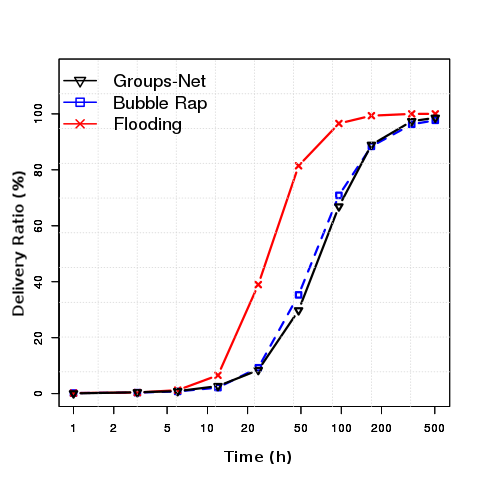 Groups-Net
Bubble Rap
Flooding
Delivery Ratio (%)
100
80
60
40
20
0
1 2 5 10 20 50 100 200 500
Time (h)